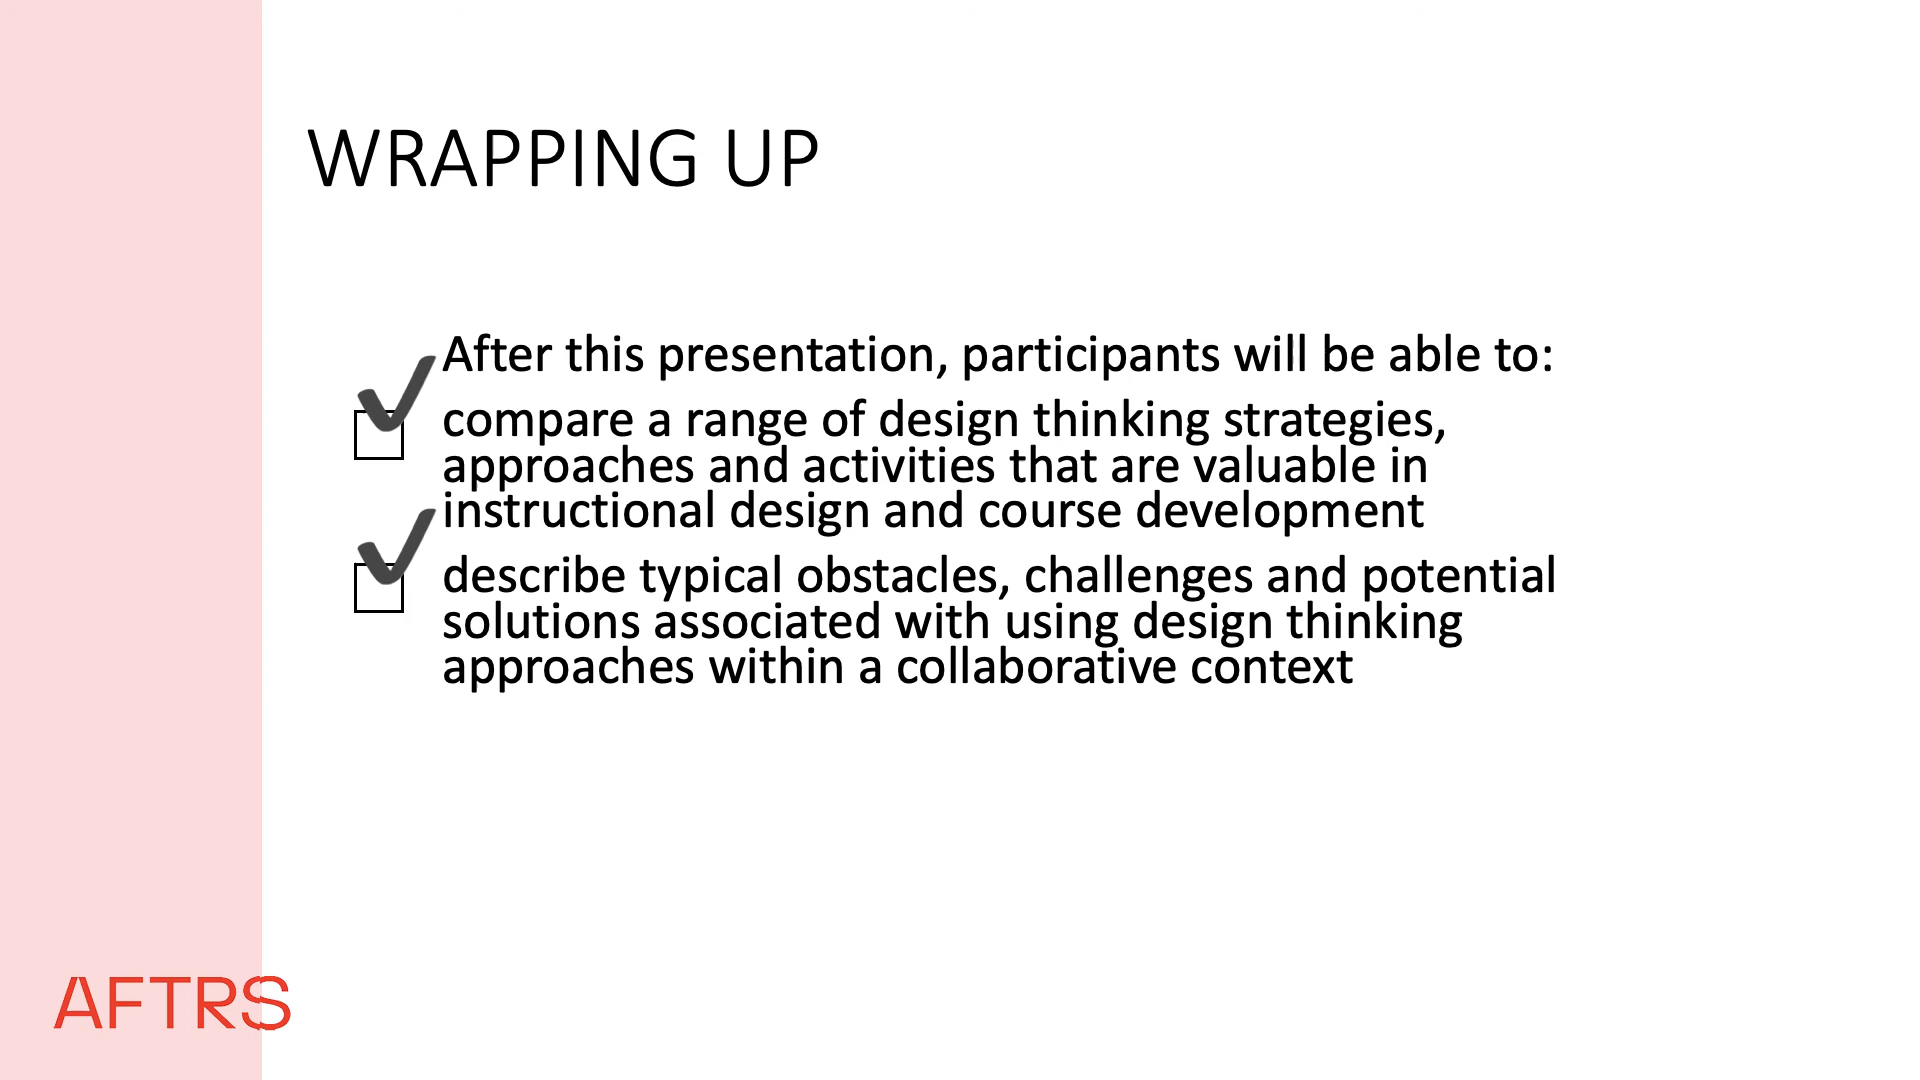 WRAPPING UP
After this presentation, participants will be able to:
compare a range of design thinking strategies,
approaches and activities that are valuable in
instructional design and course development
describe typical obstacles, challenges and potential
solutions associated with using design thinking
approaches within a collaborative context
AFTRS